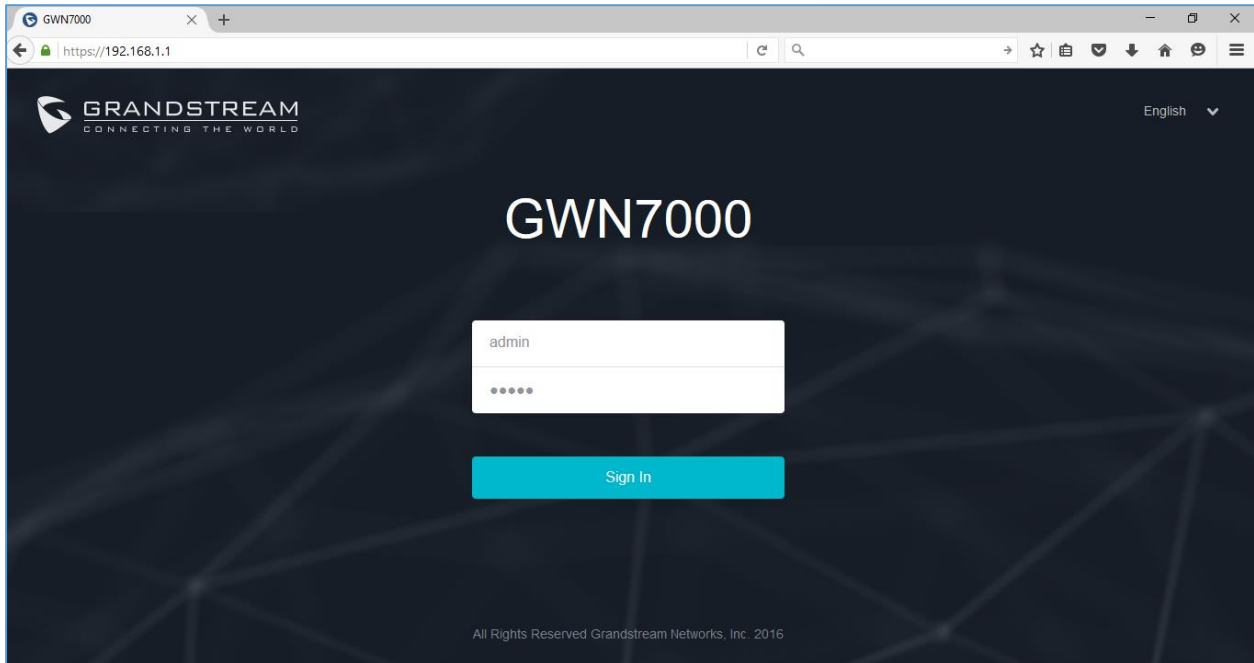 GWN7000
https://192.168.1.1
GRANDSTREAM
CONNECTING THE WORLD
English
GWN7000
admin
•••••
Sign In
All Rights Reserved Grandstream Networks, Inc. 2016